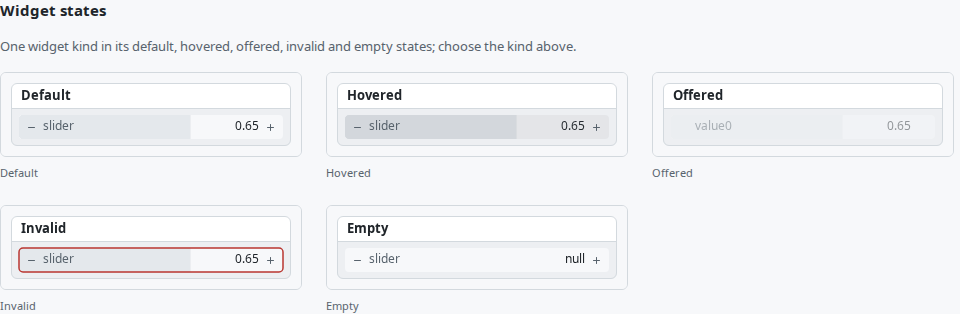 Widget states
One widget kind in its default, hovered, offered, invalid and empty states; choose the kind above.
Default
− slider 0.65 +
Default
Hovered
− slider 0.65 +
Hovered
Offered
value0 0.65
Offered
Invalid
− slider 0.65 +
Invalid
Empty
− slider null +
Empty